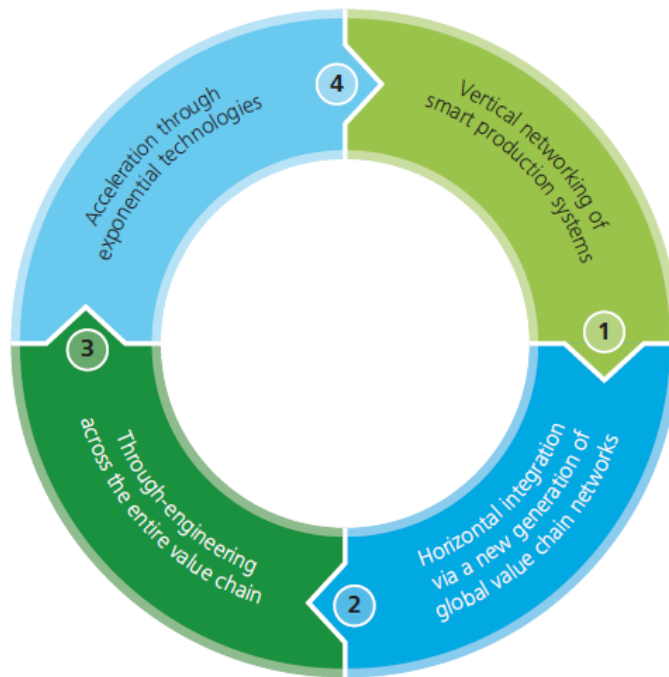 4
Acceleration through
exponential technologies
Vertical networking of
smart production systems
1
Horizontal integration
via a new generation of
global value chain networks
2
Through-engineering
across the entire value chain
3